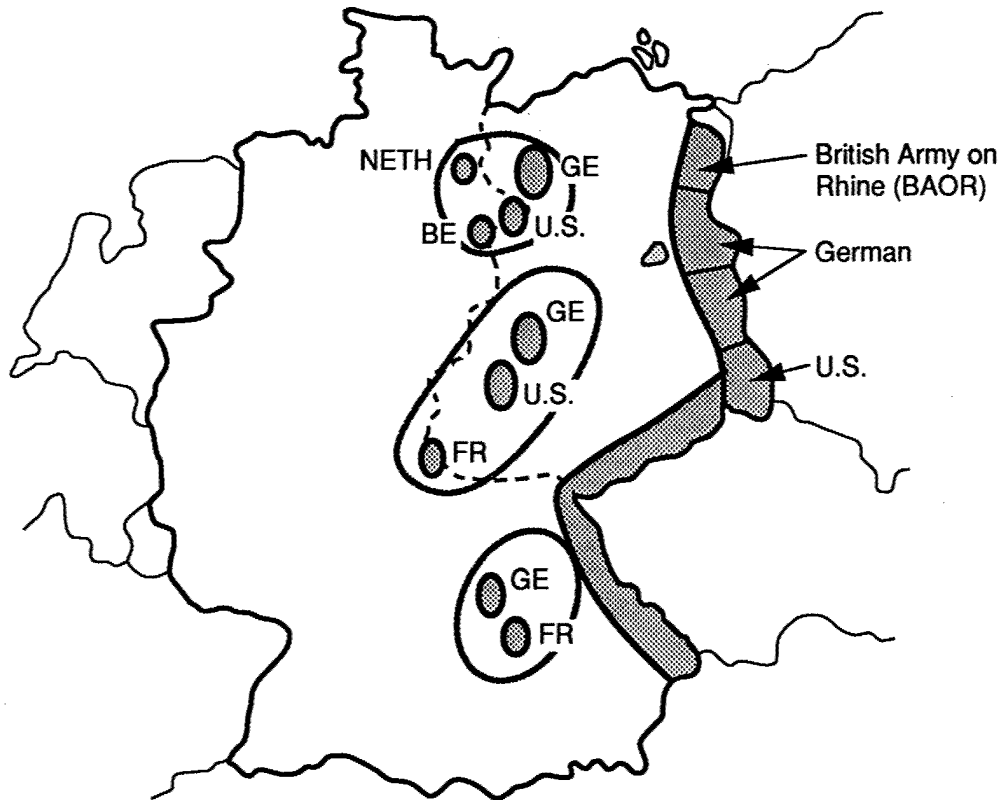 NETH
GE
BE
U.S.
British Army on
Rhine (BAOR)
German
GE
U.S.
U.S.
FR
GE
FR